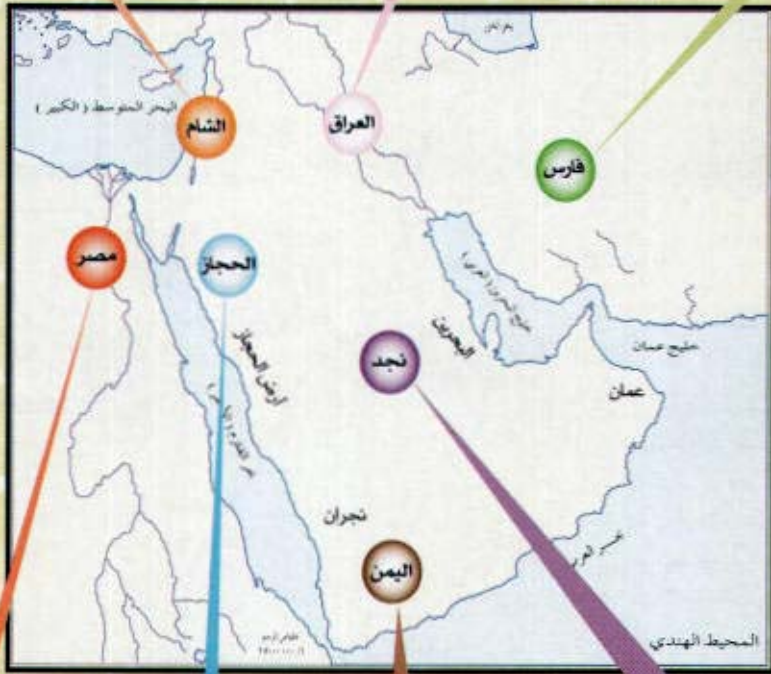 البحر المتوسط ( الكبير )
الشام
العراق
فارس
مصر
الحجاز
أرض الحجاز
نجد
البحرين
خليج عمان
عمان
نجران
اليمن
المحيط الهندي